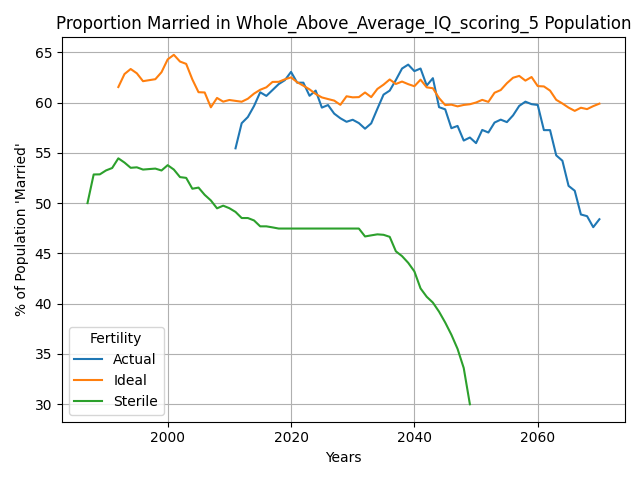 Proportion Married in Whole_Above_Average_IQ_scoring_5 Population
% of Population 'Married'
65
60
55
50
45
40
35
30
Fertility
Actual
Ideal
Sterile
2000 2020 2040 2060
Years